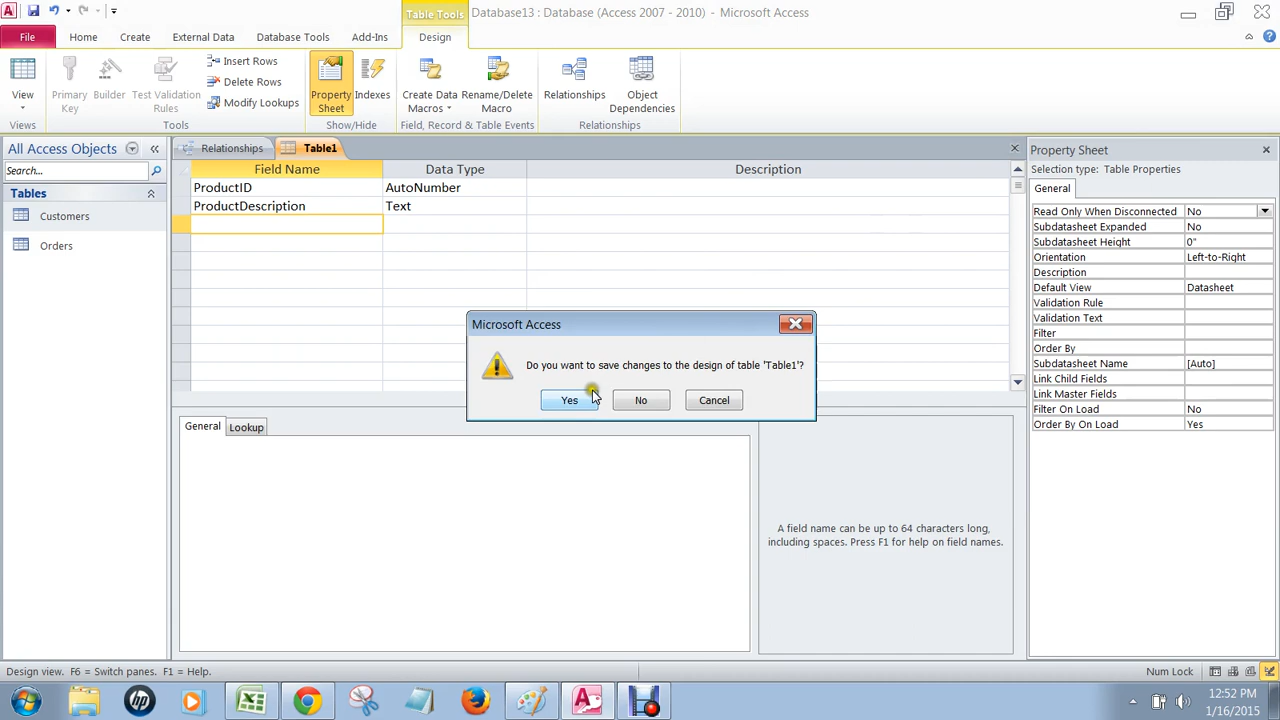 Table Tools
Database13 : Database (Access 2007 - 2010) - Microsoft Access
File
Home
Create
External Data
Database Tools
Add-Ins
Design
View
Primary Key
Builder
Test Validation Rules
Insert Rows
Delete Rows
Modify Lookups
Property Sheet
Indexes
Create Data Macros
Rename/Delete Macro
Relationships
Object Dependencies
Views
Tools
Show/Hide
Field, Record & Table Events
Relationships
All Access Objects
Search...
Tables
Customers
Orders
Relationships
Table1
Field Name Data Type Description
ProductID AutoNumber
ProductDescription Text
Microsoft Access
Do you want to save changes to the design of table 'Table1'?
Yes No Cancel
General Lookup
A field name can be up to 64 characters long,
including spaces. Press F1 for help on field names.
Property Sheet
Selection type: Table Properties
General
Read Only When Disconnected No
Subdatasheet Expanded No
Subdatasheet Height 0"
Orientation Left-to-Right
Description
Default View Datasheet
Validation Rule
Validation Text
Filter
Order By
Subdatasheet Name [Auto]
Link Child Fields
Link Master Fields
Filter On Load No
Order By On Load Yes
Design view. F6 = Switch panes. F1 = Help.
Num Lock
12:52 PM
1/16/2015